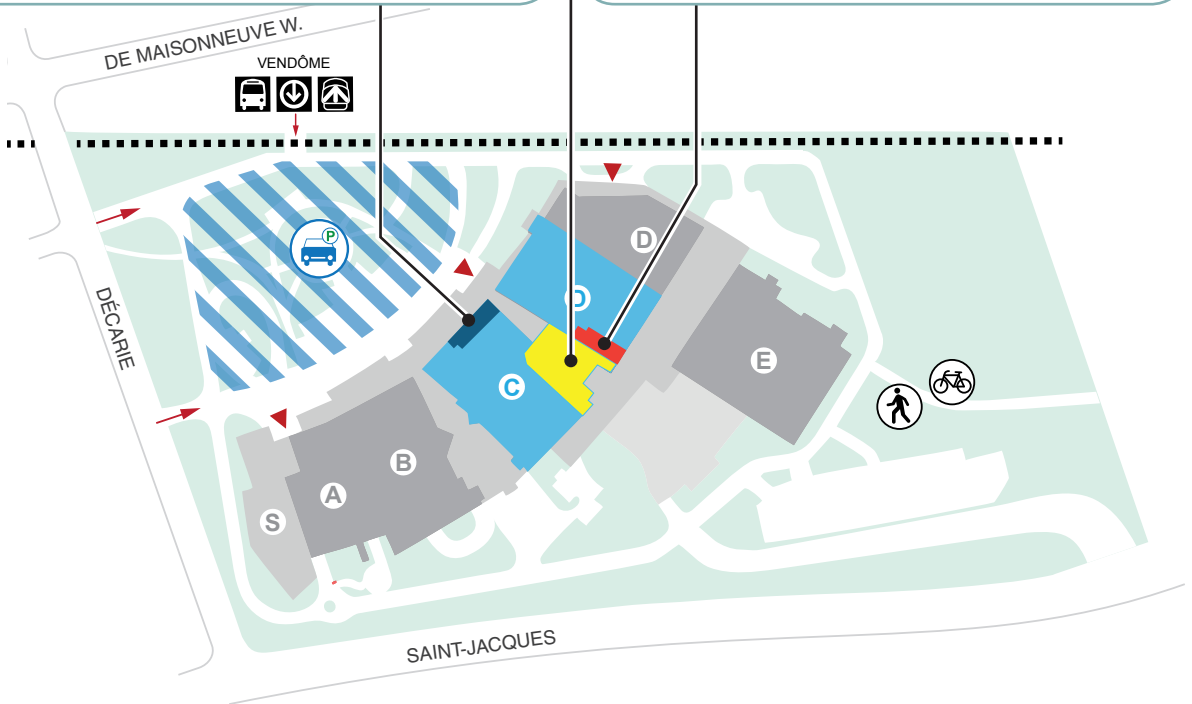 DE MAISONNEUVE W.
VENDÔME
P
D
D
DÉCARIE
E
C
B
A
S
SAINT-JACQUES